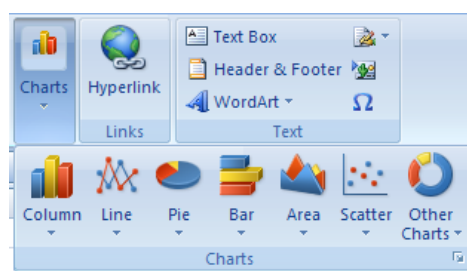 Charts
Hyperlink
Links
Text Box
Header & Footer
WordArt
Ω
Text
Column
Line
Pie
Bar
Area
Scatter
Other
Charts
Charts